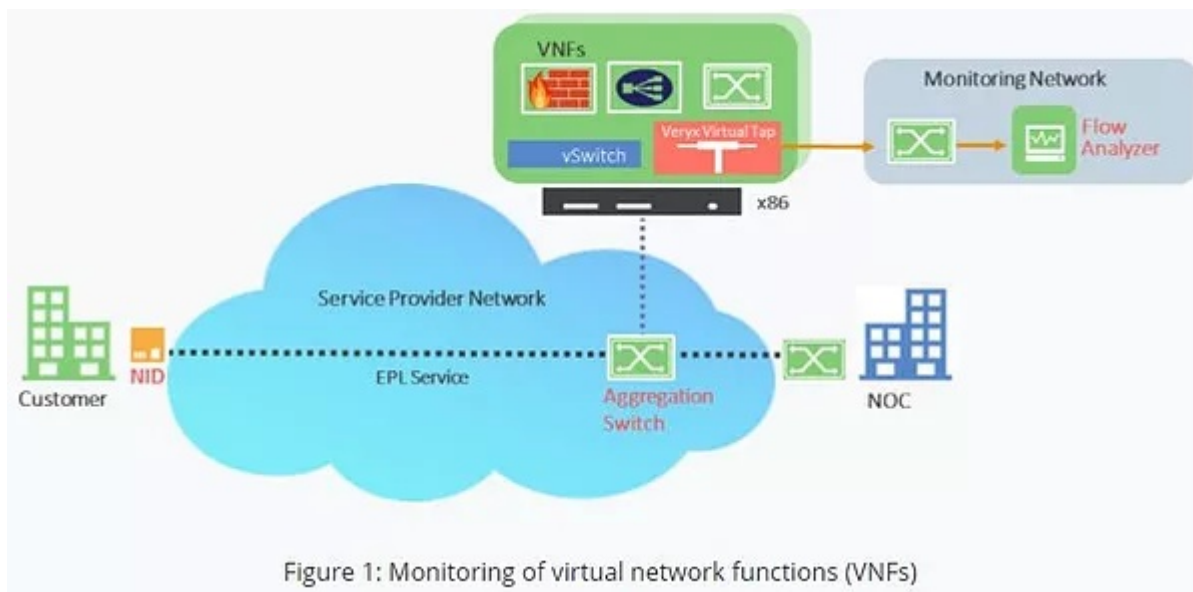 VNFs
Veryx Virtual Tap
vSwitch
x86
Monitoring Network
Flow
Analyzer
Service Provider Network
EPL Service
Customer
NID
Aggregation
Switch
NOC
Figure 1: Monitoring of virtual network functions (VNFs)